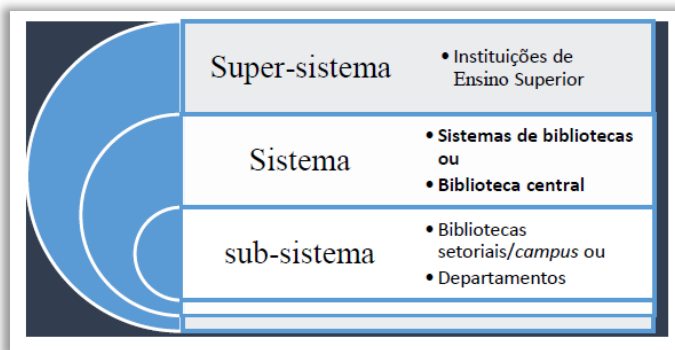 Super-sistema
• Instituições de
Ensino Superior
Sistema
• Sistemas de bibliotecas
ou
• Biblioteca central
sub-sistema
• Bibliotecas
setoriais/campus ou
• Departamentos